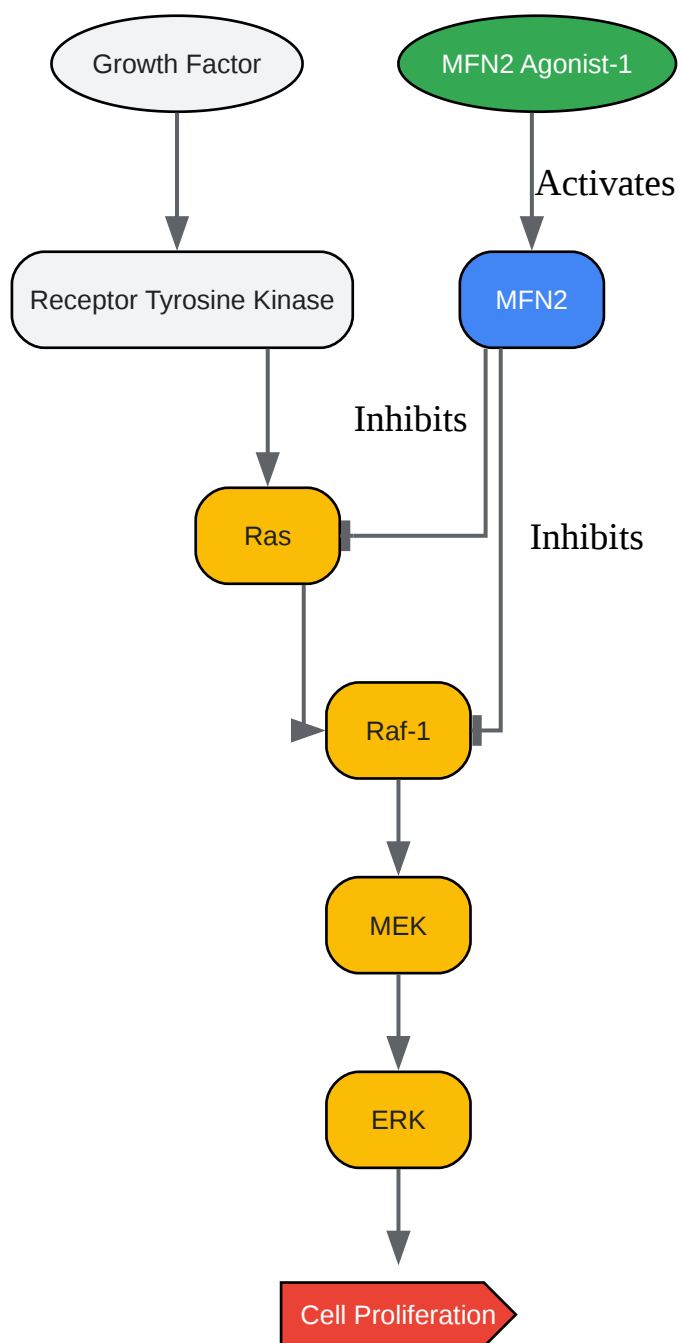 Growth Factor
MFN2 Agonist-1
Activates
Receptor Tyrosine Kinase
MFN2
Inhibits
Ras
Inhibits
Raf-1
MEK
ERK
Cell Proliferation